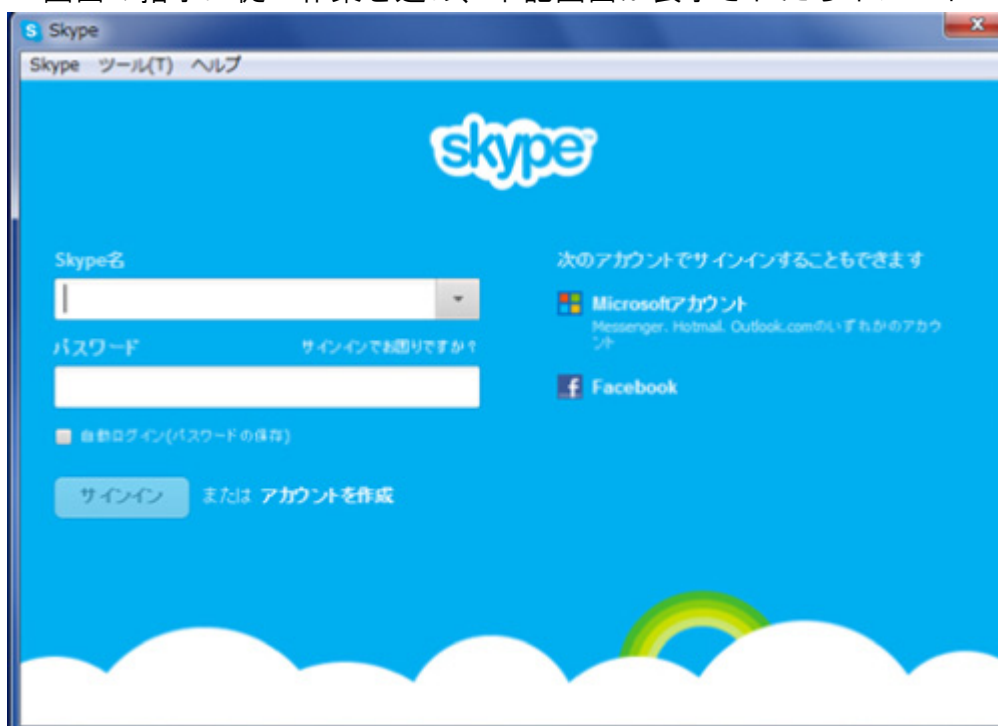 Skype
Skype ツール(T) ヘルプ
skype
Skype名
パスワード サインインでお困りですか?
自動ログイン(パスワードの保存)
サインイン または アカウントを作成
次のアカウントでサインインすることもできます
Microsoftアカウント
Messenger. Hotmail. Outlook.comのいずれかのアカウ
ント
Facebook